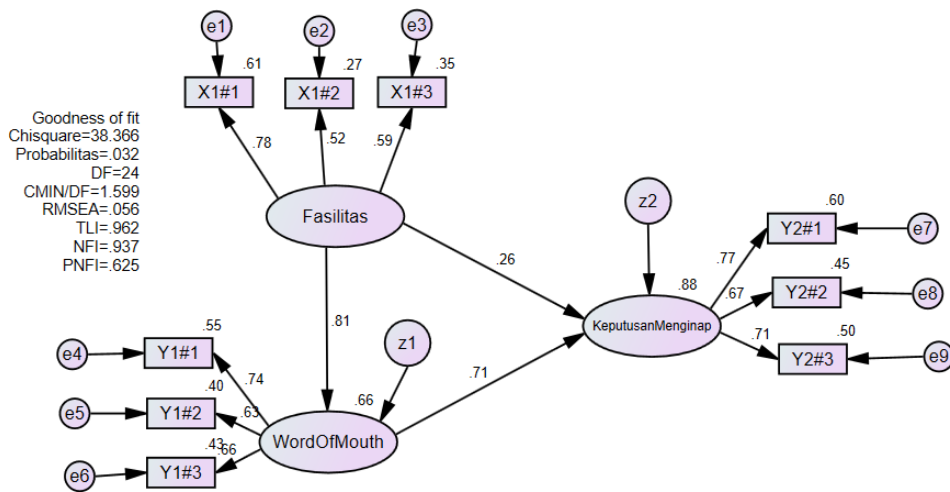 e1
e2
e3
.61
.27
.35
X1#1
X1#2
X1#3
Goodness of fit
Chisquare=38.366
Probabilitas=.032
DF=24
CMIN/DF=1.599
RMSEA=.056
TLI=.962
NFI=.937
PNFI=.625
.78
.52
.59
Fasilitas
z2
.60
Y2#1
e7
.77
.26
.88
.67
.45
Y2#2
e8
KeputusanMenginap
.71
.50
Y2#3
e9
.81
z1
.71
.55
e4
Y1#1
.74
.40
e5
Y1#2
.63
.66
WordOfMouth
.43
.66
e6
Y1#3